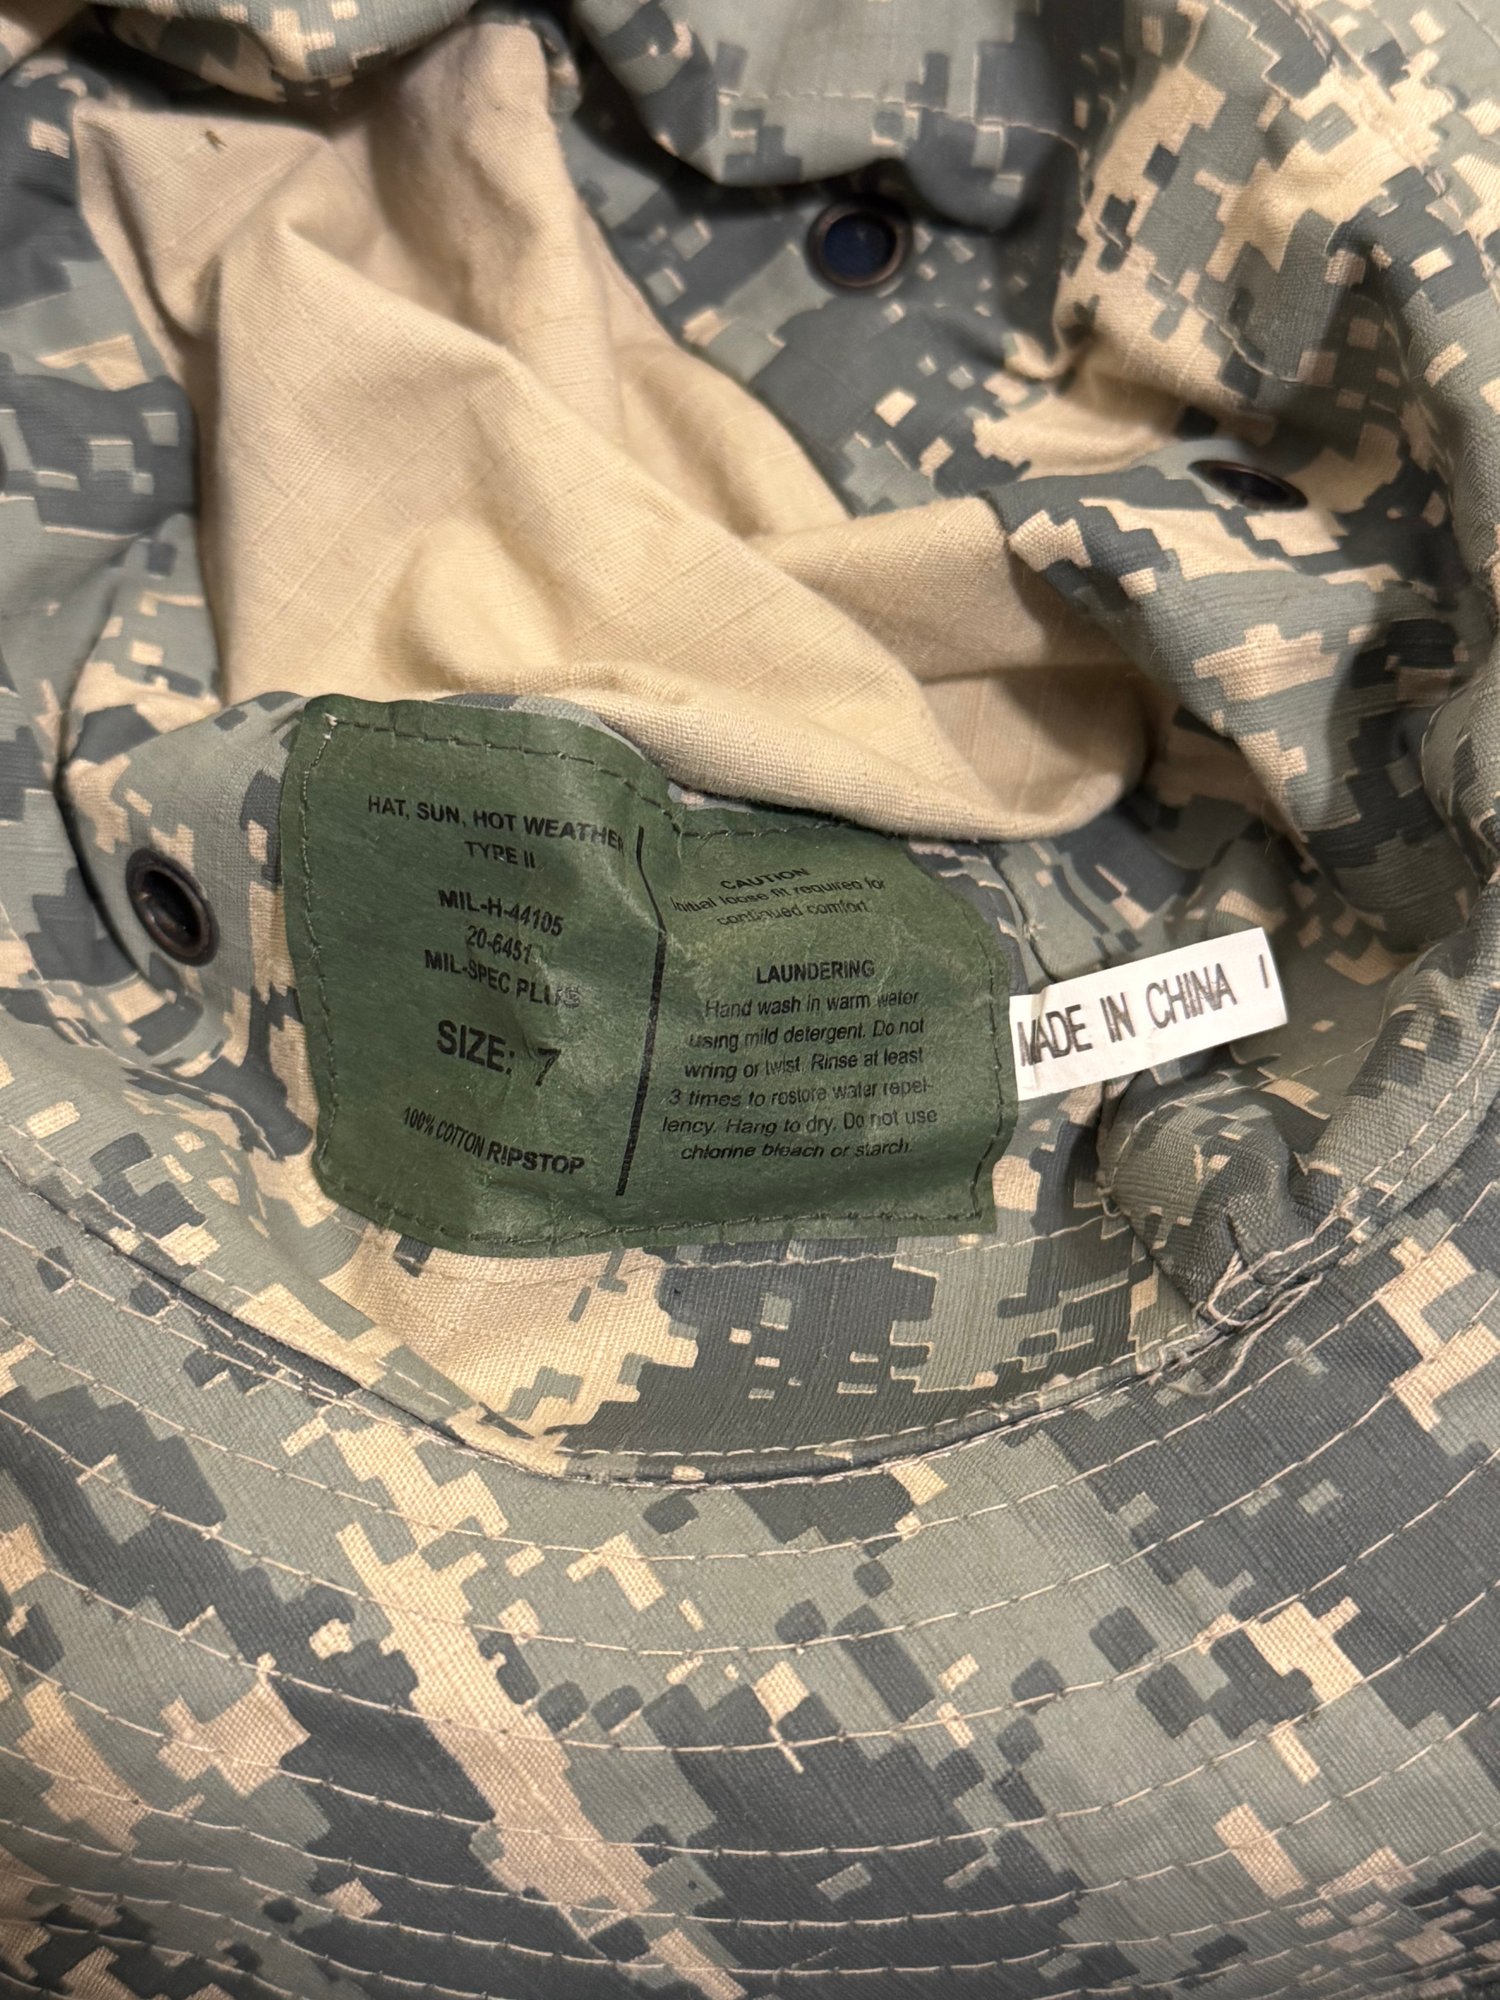 HAT, SUN, HOT WEATHER
TYPE II
MIL-H-44105
20-6451
MIL-SPEC PLUS
SIZE: 7
100% COTTON RIPSTOP
CAUTION
Initial loose fit required for
continued comfort
LAUNDERING
Hand wash in warm water
using mild detergent. Do not
wring or twist. Rinse at least
3 times to restore water repel-
lency. Hang to dry. Do not use
chlorine bleach or starch.
MADE IN CHINA